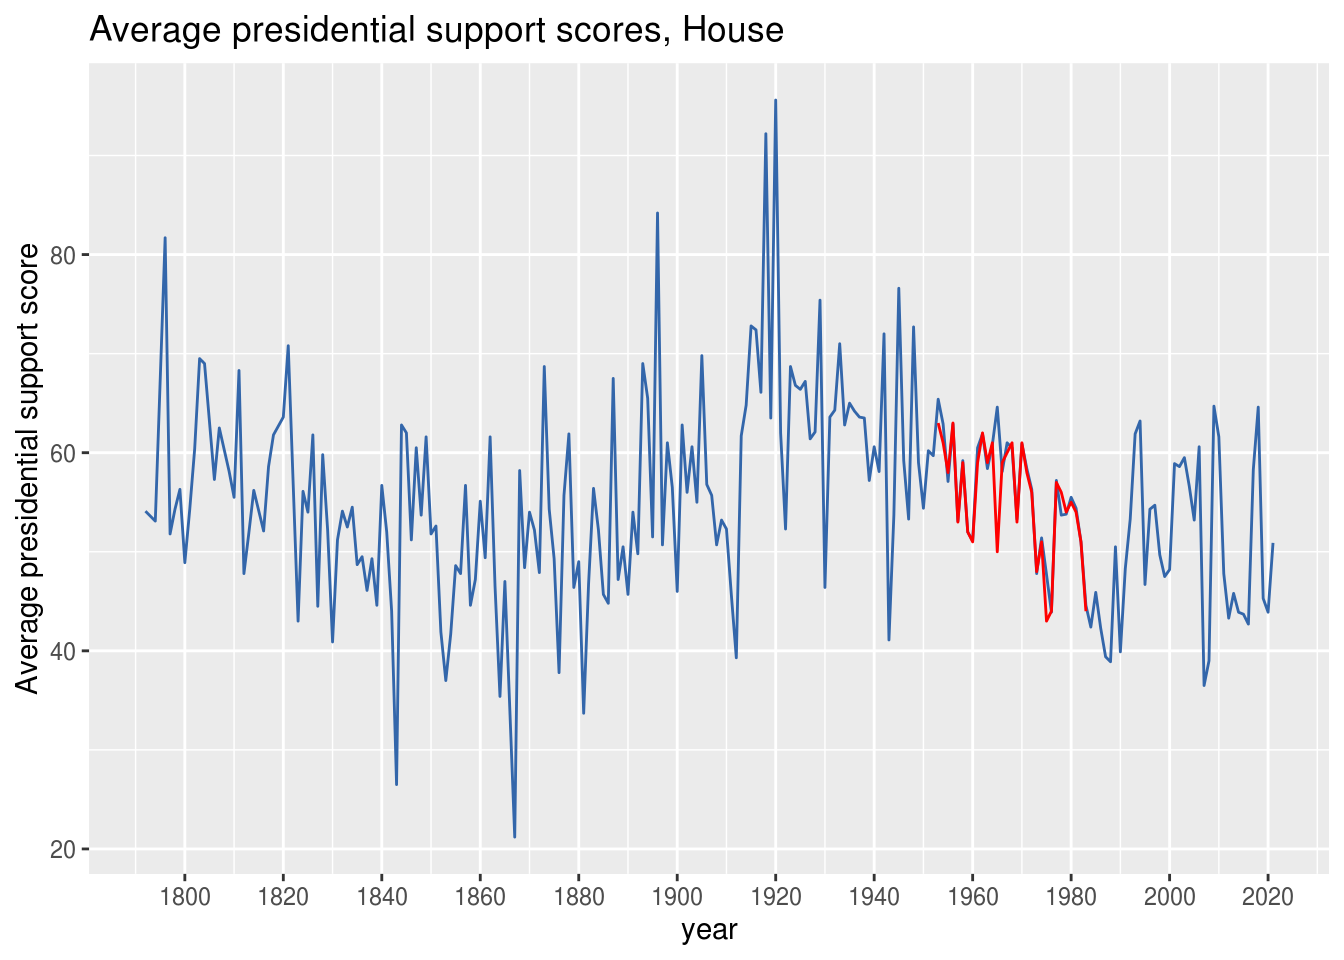 Average presidential support scores, House
Average presidential support score
80
60
40
20
1800 1820 1840 1860 1880 1900 1920 1940 1960 1980 2000 2020
year